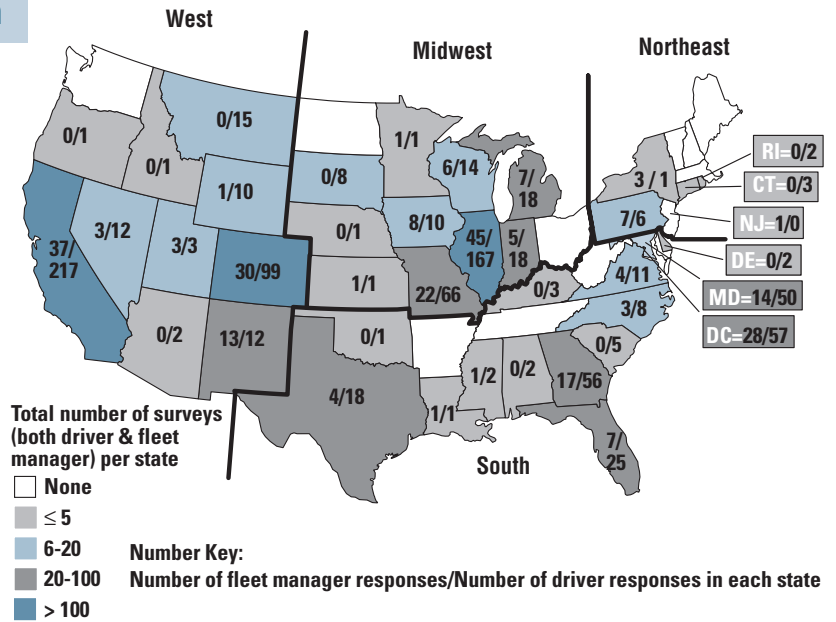 West
Midwest
Northeast
0/1
0/1
0/15
1/10
3/12
3/3
37/
217
30/99
0/2
13/12
0/8
0/1
1/1
1/1
8/10
22/66
6/14
45/
167
7/
18
5/
18
0/1
4/18
1/1
1/2
0/2
17/56
7/
25
0/5
3/8
4/11
0/3
7/6
3 / 1
RI=0/2
CT=0/3
NJ=1/0
DE=0/2
MD=14/50
DC=28/57
South
Total number of surveys
(both driver & fleet
manager) per state
None
≤ 5
6-20
20-100
> 100
Number Key:
Number of fleet manager responses/Number of driver responses in each state